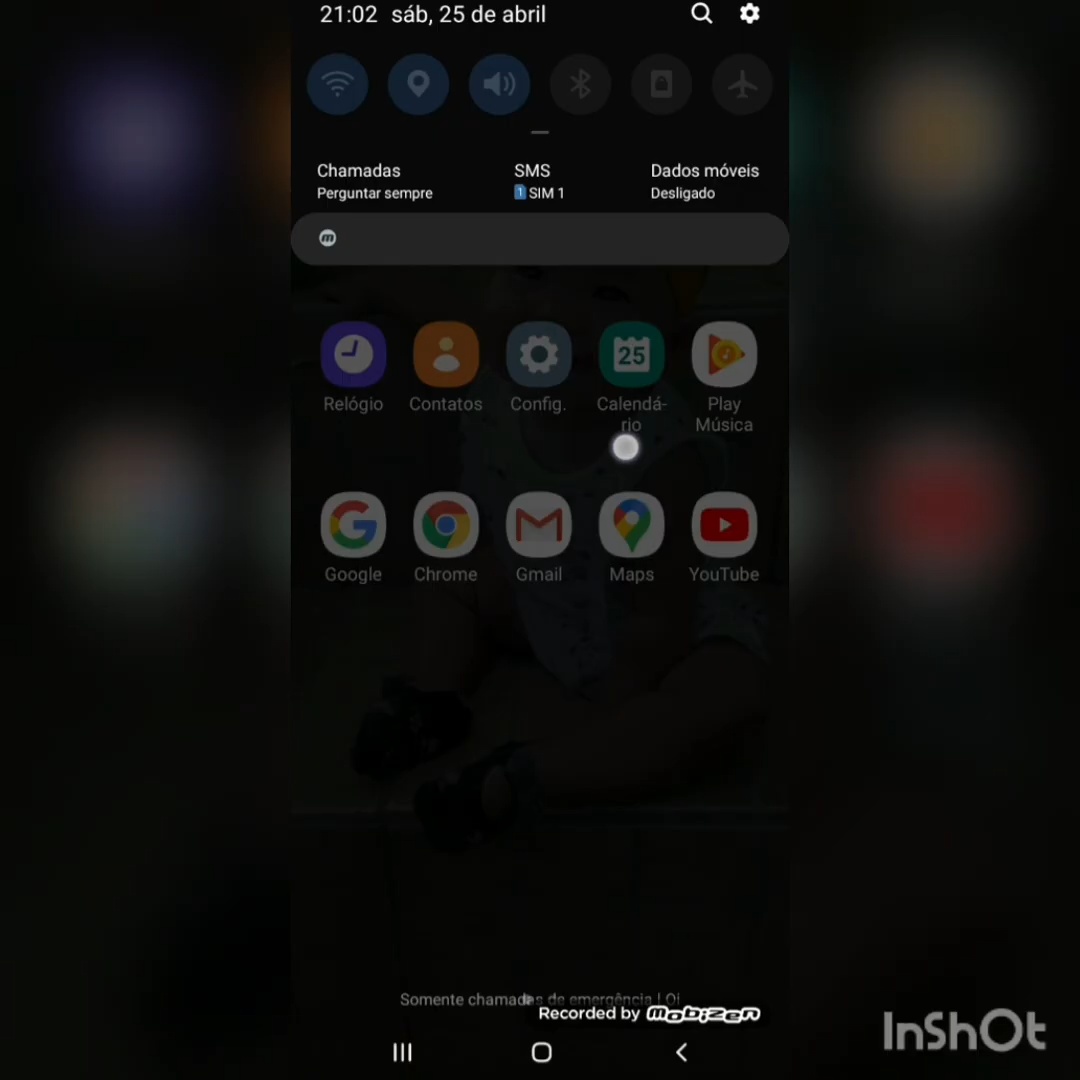 21:02 sáb, 25 de abril
Chamadas SMS Dados móveis
Perguntar sempre 1 SIM 1 Desligado
m
25
Relógio Contatos Config. Calendá-
rio Play
Música
Google Chrome Gmail Maps YouTube
Somente chamadas de emergência | Oi
Recorded by mobizen
InShOt